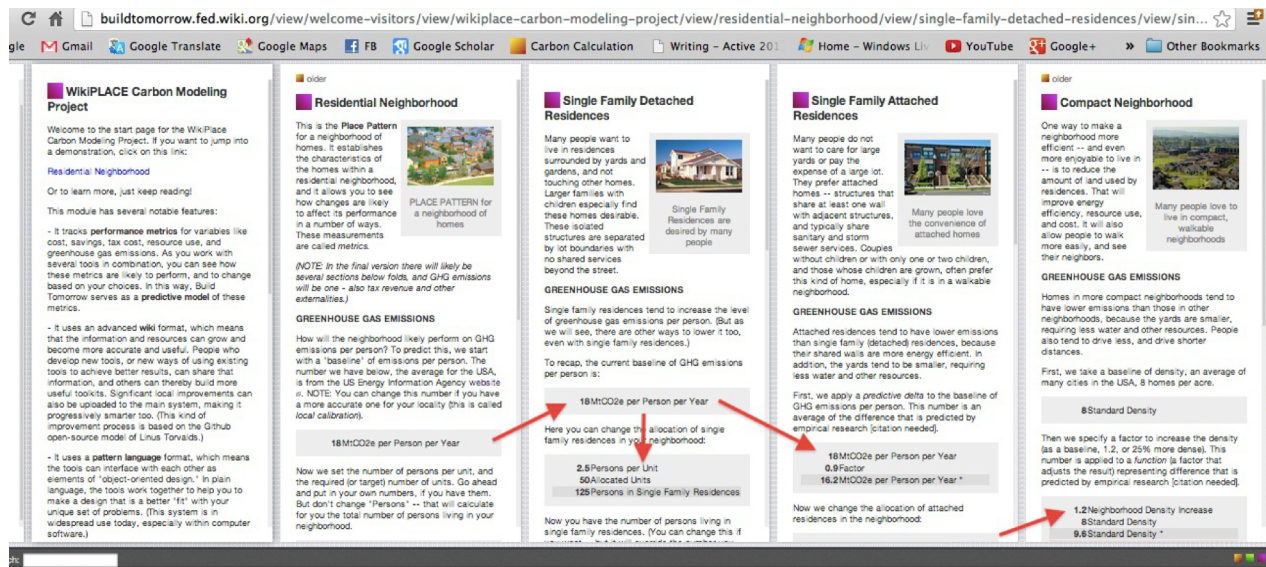 buildtomorrow.fed.wiki.org/view/welcome-visitors/view/wikiplace-carbon-modeling-project/view/residential-neighborhood/view/single-family-detached-residences/view/sin...
gle Gmail Google Translate Google Maps FB Google Scholar Carbon Calculation Writing - Active 201 Home - Windows Liv YouTube Google+ » Other Bookmarks
WikiPLACE Carbon Modeling
Project
Welcome to the start page for the WikiPlace
Carbon Modeling Project. If you want to jump into
a demonstration, click on this link:
Residential Neighborhood
Or to learn more, just keep reading!
This module has several notable features:
- It tracks performance metrics for variables like
cost, savings, tax cost, resource use, and
greenhouse gas emissions. As you work with
several tools in combination, you can see how
these metrics are likely to perform, and to change
based on your choices. In this way, Build
Tomorrow serves as a predictive model of these
metrics.
- It uses an advanced wiki format, which means
that the information and resources can grow and
become more accurate and useful. People who
develop new tools, or new ways of using existing
tools to achieve better results, can share that
information, and others can thereby build more
useful toolkits. Significant local improvements can
also be uploaded to the main system, making it
progressively smarter too. (This kind of
improvement process is based on the Github
open-source model of Linus Torvalds.)
- It uses a pattern language format, which means
the tools can interface with each other as
elements of "object-oriented design." In plain
language, the tools work together to help you to
make a design that is a better "fit" with your
unique set of problems. (This system is in
widespread use today, especially within computer
software.)
older
Residential Neighborhood
This is the Place Pattern
for a neighborhood of
homes. It establishes
the characteristics of
the homes within a
residential neighborhood,
and it allows you to see
how changes are likely
to affect its performance
in a number of ways.
These measurements
are called metrics.
PLACE PATTERN for
a neighborhood of
homes
(NOTE: In the final version there will likely be
several sections below folds, and GHG emissions
will be one - also tax revenue and other
externalities.)
GREENHOUSE GAS EMISSIONS
How will the neighborhood likely perform on GHG
emissions per person? To predict this, we start
with a "baseline" of emissions per person. The
number we have below, the average for the USA,
is from the US Energy Information Agency website
. NOTE: You can change this number if you have
a more accurate one for your locality (this is called
local calibration).
18 MtCO2e per Person per Year
Now we set the number of persons per unit, and
the required (or target) number of units. Go ahead
and put in your own numbers, if you have them.
But don't change "Persons" -- that will calculate
for you the total number of persons living in your
neighborhood.
Single Family Detached
Residences
Many people want to
live in residences
surrounded by yards and
gardens, and not
touching other homes.
Larger families with
children especially find
these homes desirable.
These isolated
structures are separated
by lot boundaries with
no shared services
beyond the street.
Single Family
Residences are
desired by many
people
GREENHOUSE GAS EMISSIONS
Single family residences tend to increase the level
of greenhouse gas emissions per person. (But as
we will see, there are other ways to lower it too,
even with single family residences.)
To recap, the current baseline of GHG emissions
per person is:
18 MtCO2e per Person per Year
Here you can change the allocation of single
family residences in your neighborhood:
2.5 Persons per Unit
50 Allocated Units
125 Persons in Single Family Residences
Now you have the number of persons living in
single family residences. (You can change this if
Single Family Attached
Residences
Many people do not
want to care for large
yards or pay the
expense of a large lot.
They prefer attached
homes -- structures that
share at least one wall
with adjacent structures,
and typically share
sanitary and storm
sewer services. Couples
without children or with only one or two children,
and those whose children are grown, often prefer
this kind of home, especially if it is in a walkable
neighborhood.
Many people love
the convenience of
attached homes
GREENHOUSE GAS EMISSIONS
Attached residences tend to have lower emissions
than single family (detached) residences, because
their shared walls are more energy efficient. In
addition, the yards tend to be smaller, requiring
less water and other resources.
First, we apply a predictive delta to the baseline of
GHG emissions per person. This number is an
average of the difference that is predicted by
empirical research [citation needed].
18 MtCO2e per Person per Year
0.9 Factor
16.2 MtCO2e per Person per Year *
Now we change the allocation of attached
residences in the neighborhood:
older
Compact Neighborhood
One way to make a
neighborhood more
efficient -- and even
more enjoyable to live in
-- is to reduce the
amount of land used by
residences. That will
improve energy
efficiency, resource use,
and cost. It will also
allow people to walk
more easily, and see
their neighbors.
Many people love to
live in compact,
walkable
neighborhoods
GREENHOUSE GAS EMISSIONS
Homes in more compact neighborhoods tend to
have lower emissions than those in other
neighborhoods, because the yards are smaller,
requiring less water and other resources. People
also tend to drive less, and drive shorter
distances.
First, we take a baseline of density, an average of
many cities in the USA, 8 homes per acre.
8 Standard Density
Then we specify a factor to increase the density
(as a baseline, 1.2, or 25% more dense). This
number is applied to a function (a factor that
adjusts the result) representing difference that is
predicted by empirical research [citation needed].
1.2 Neighborhood Density Increase
8 Standard Density
9.6 Standard Density *
ch: